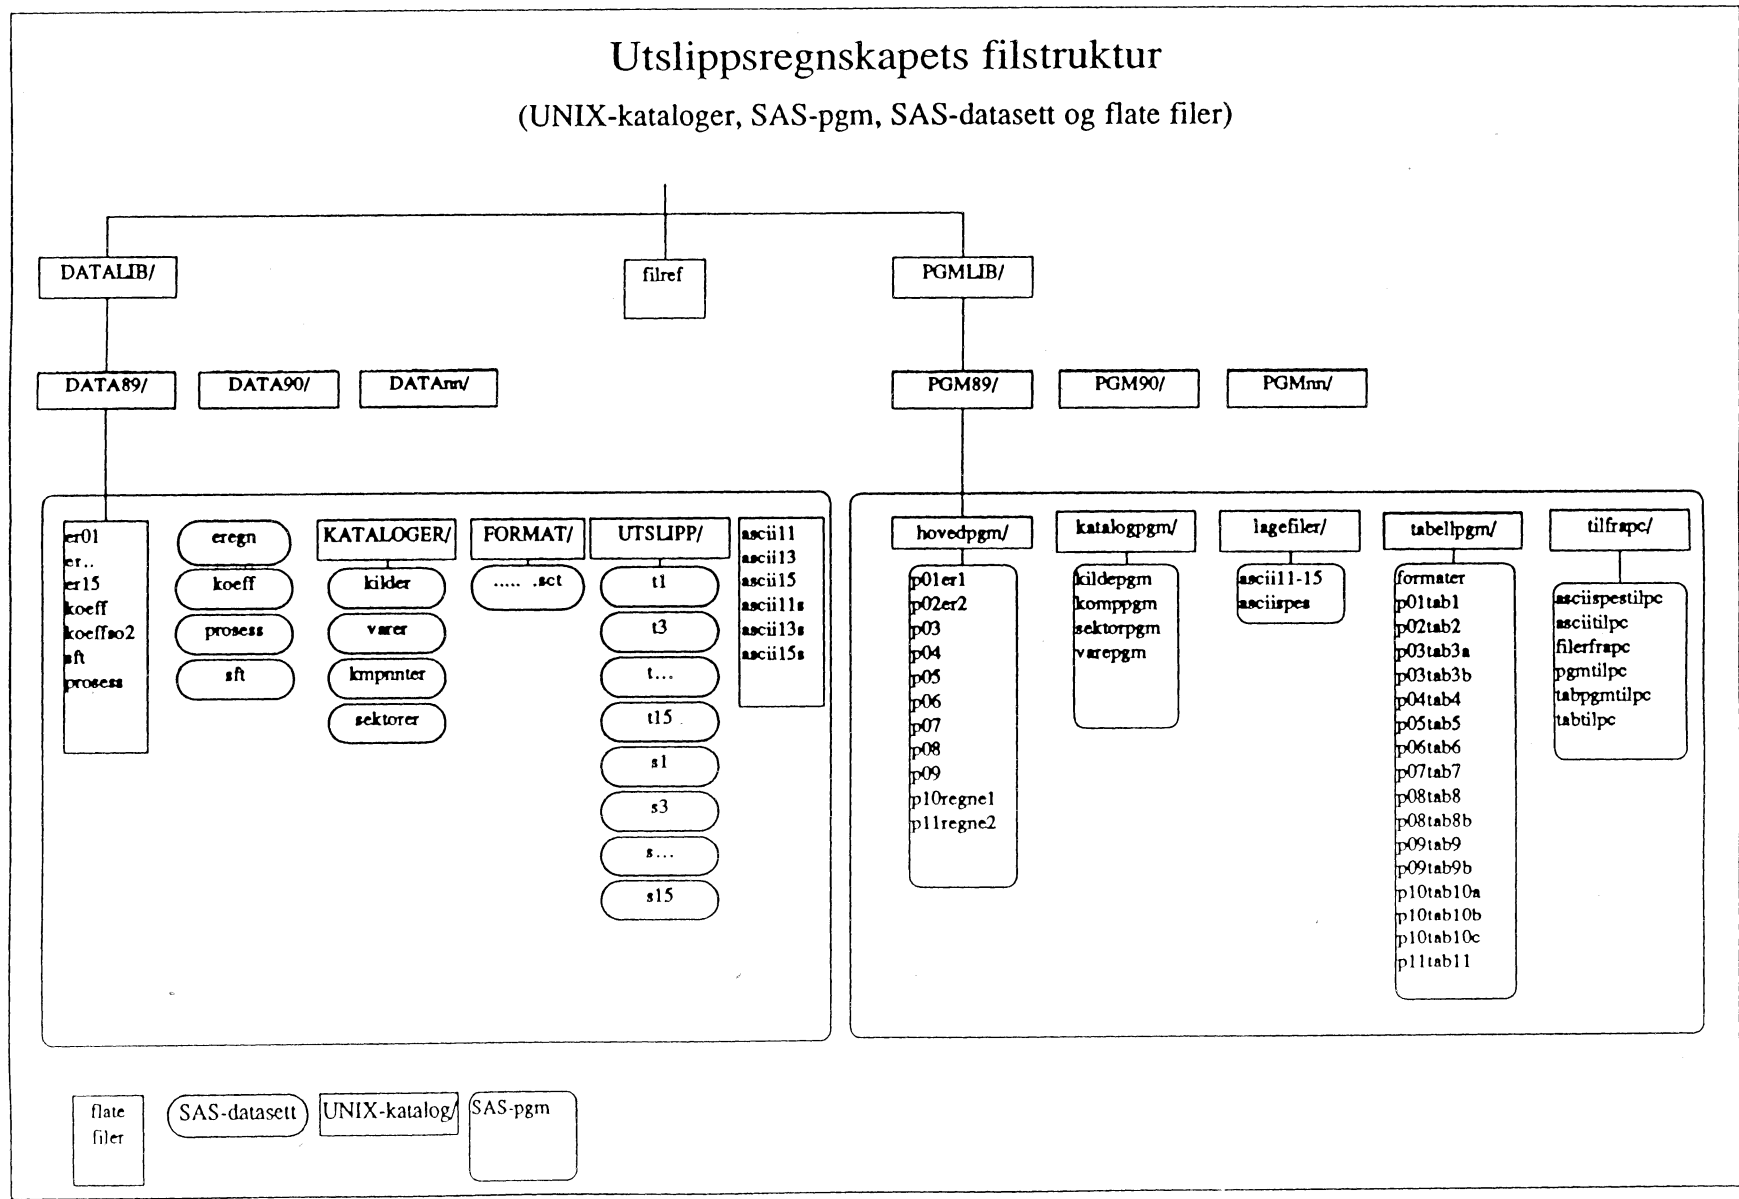 Utslippsregnskapets filstruktur
(UNIX-kataloger, SAS-pgm, SAS-datasett og flate filer)
DATALIB/
filref
PGMLIB/
DATA89/
DATA90/
DATAnn/
PGM89/
PGM90/
PGMnn/
er01
er..
er15
koeff
koeffso2
sft
prosess
eregn
koeff
prosess
sft
KATALOGER/
kilder
varer
kmpnnter
sektorer
FORMAT/
..... .sct
UTSLIPP/
t1
t3
t...
t15
s1
s3
s...
s15
ascii11
ascii13
ascii15
ascii11s
ascii13s
ascii15s
hovedpgm/
p01er1
p02er2
p03
p04
p05
p06
p07
p08
p09
p10regne1
p11regne2
katalogpgm/
kildepgm
komppgm
sektorpgm
varepgm
lagefiler/
ascii11-15
asciispes
tabellpgm/
formater
p01tab1
p02tab2
p03tab3a
p03tab3b
p04tab4
p05tab5
p06tab6
p07tab7
p08tab8
p08tab8b
p09tab9
p09tab9b
p10tab10a
p10tab10b
p10tab10c
p11tab11
tilfrapc/
asciispestilpc
asciitilpc
filerfrapc
pgmtilpc
tabpgmtilpc
tabtilpc
flate
filer
SAS-datasett
UNIX-katalog/
SAS-pgm